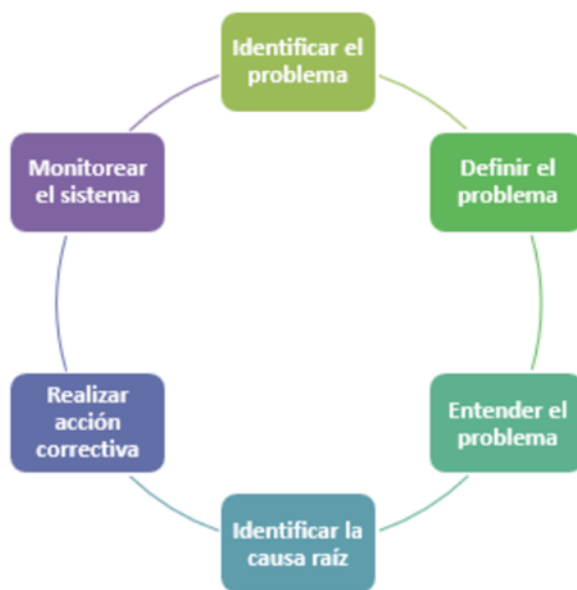 Identificar el
problema
Definir el
problema
Entender el
problema
Identificar la
causa raíz
Realizar
acción
correctiva
Monitorear
el sistema